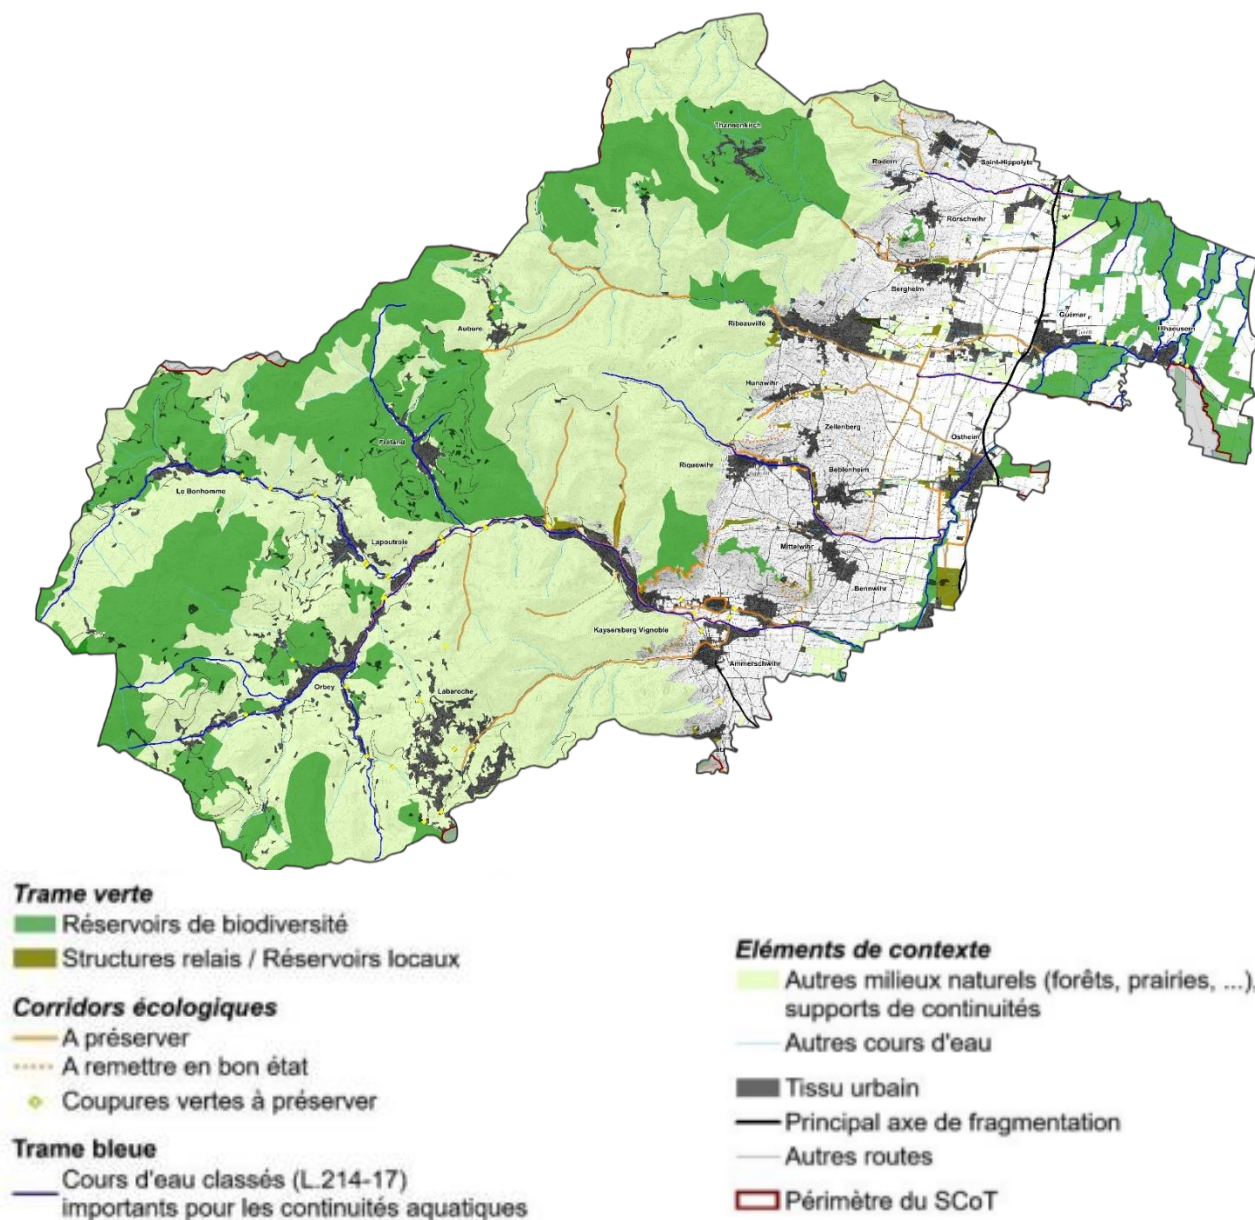 Thannenkirch
Saint-Hippolyte
Rodern
Rorschwihr
Bergheim
Aubure
Ribeauvillé
Guémar
Illhaeusern
Hunawihr
Zellenberg
Ostheim
Fréland
Riquewihr
Beblenheim
Le Bonhomme
Lapoutroie
Mittelwihr
Bennwihr
Kaysersberg Vignoble
Ammerschwihr
Orbey
Labaroche
Trame verte
Réservoirs de biodiversité
Structures relais / Réservoirs locaux
Corridors écologiques
A préserver
A remettre en bon état
Coupures vertes à préserver
Trame bleue
Cours d'eau classés (L.214-17)
importants pour les continuités aquatiques
Eléments de contexte
Autres milieux naturels (forêts, prairies, ...),
supports de continuités
Autres cours d'eau
Tissu urbain
Principal axe de fragmentation
Autres routes
Périmètre du SCoT